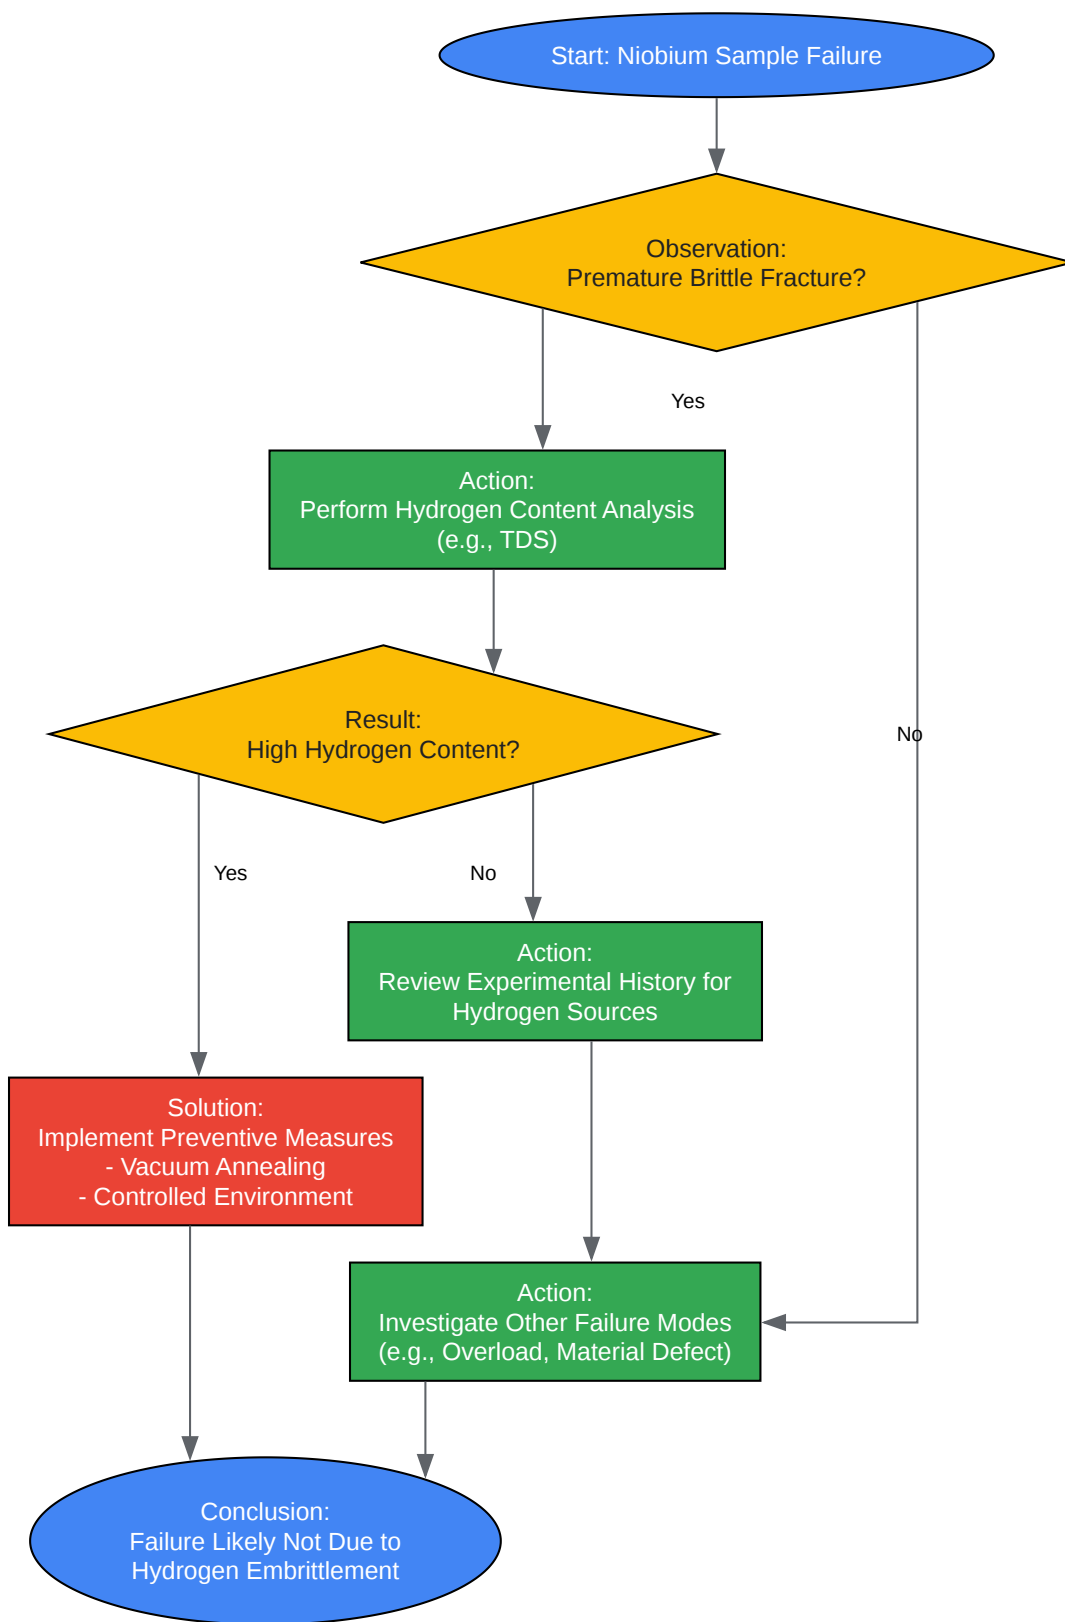 Start: Niobium Sample Failure
Observation:
Premature Brittle Fracture?
Yes
Action:
Perform Hydrogen Content Analysis
(e.g., TDS)
Result:
High Hydrogen Content?
No
Yes
No
Action:
Review Experimental History for
Hydrogen Sources
Solution:
Implement Preventive Measures
- Vacuum Annealing
- Controlled Environment
Action:
Investigate Other Failure Modes
(e.g., Overload, Material Defect)
Conclusion:
Failure Likely Not Due to
Hydrogen Embrittlement